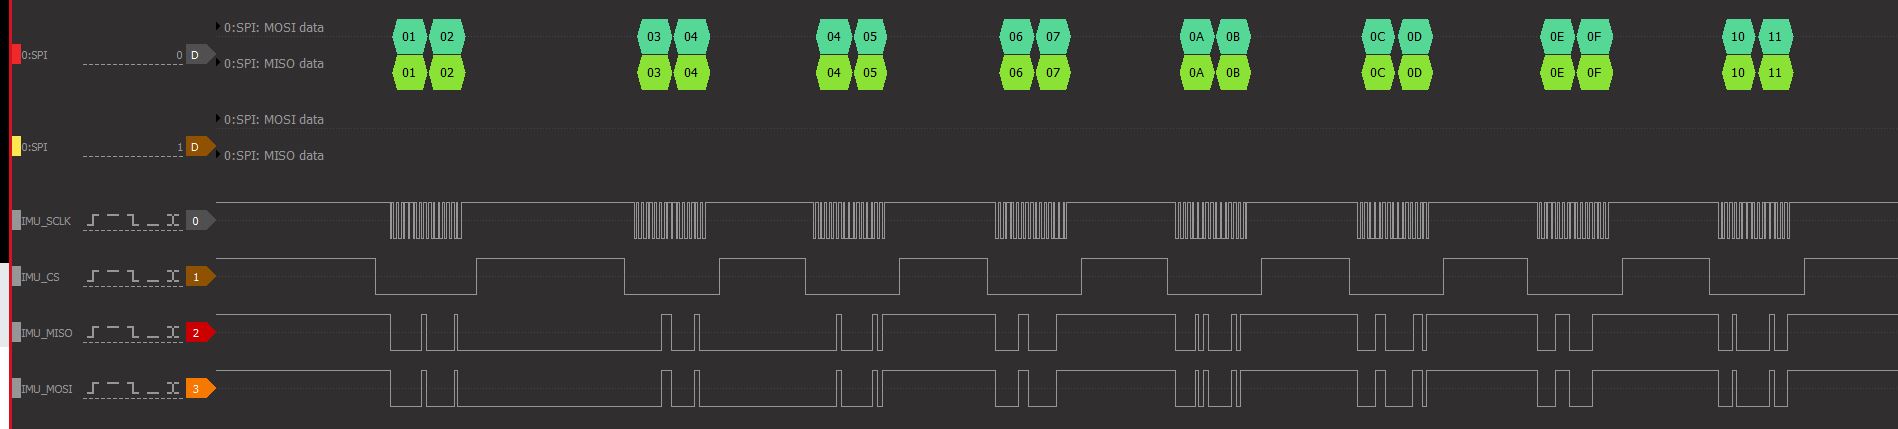 0:SPI: MOSI data
01 02 03 04 04 05 06 07 0A 0B 0C 0D 0E 0F 10 11
0:SPI 0 D
0:SPI: MISO data
01 02 03 04 04 05 06 07 0A 0B 0C 0D 0E 0F 10 11
0:SPI: MOSI data
0:SPI 1 D
0:SPI: MISO data
IMU_SCLK 0
IMU_CS 1
IMU_MISO 2
IMU_MOSI 3